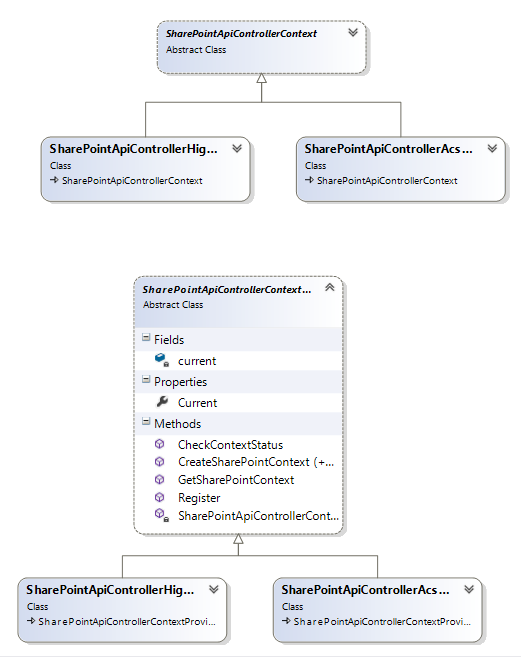 SharePointApiControllerContext
Abstract Class
SharePointApiControllerHig...
Class
SharePointApiControllerContext
SharePointApiControllerAcs...
Class
SharePointApiControllerContext
SharePointApiControllerContext...
Abstract Class
Fields
current
Properties
Current
Methods
CheckContextStatus
CreateSharePointContext (+...
GetSharePointContext
Register
SharePointApiControllerCont...
SharePointApiControllerHig...
Class
SharePointApiControllerContextProvi...
SharePointApiControllerAcs...
Class
SharePointApiControllerContextProvi...